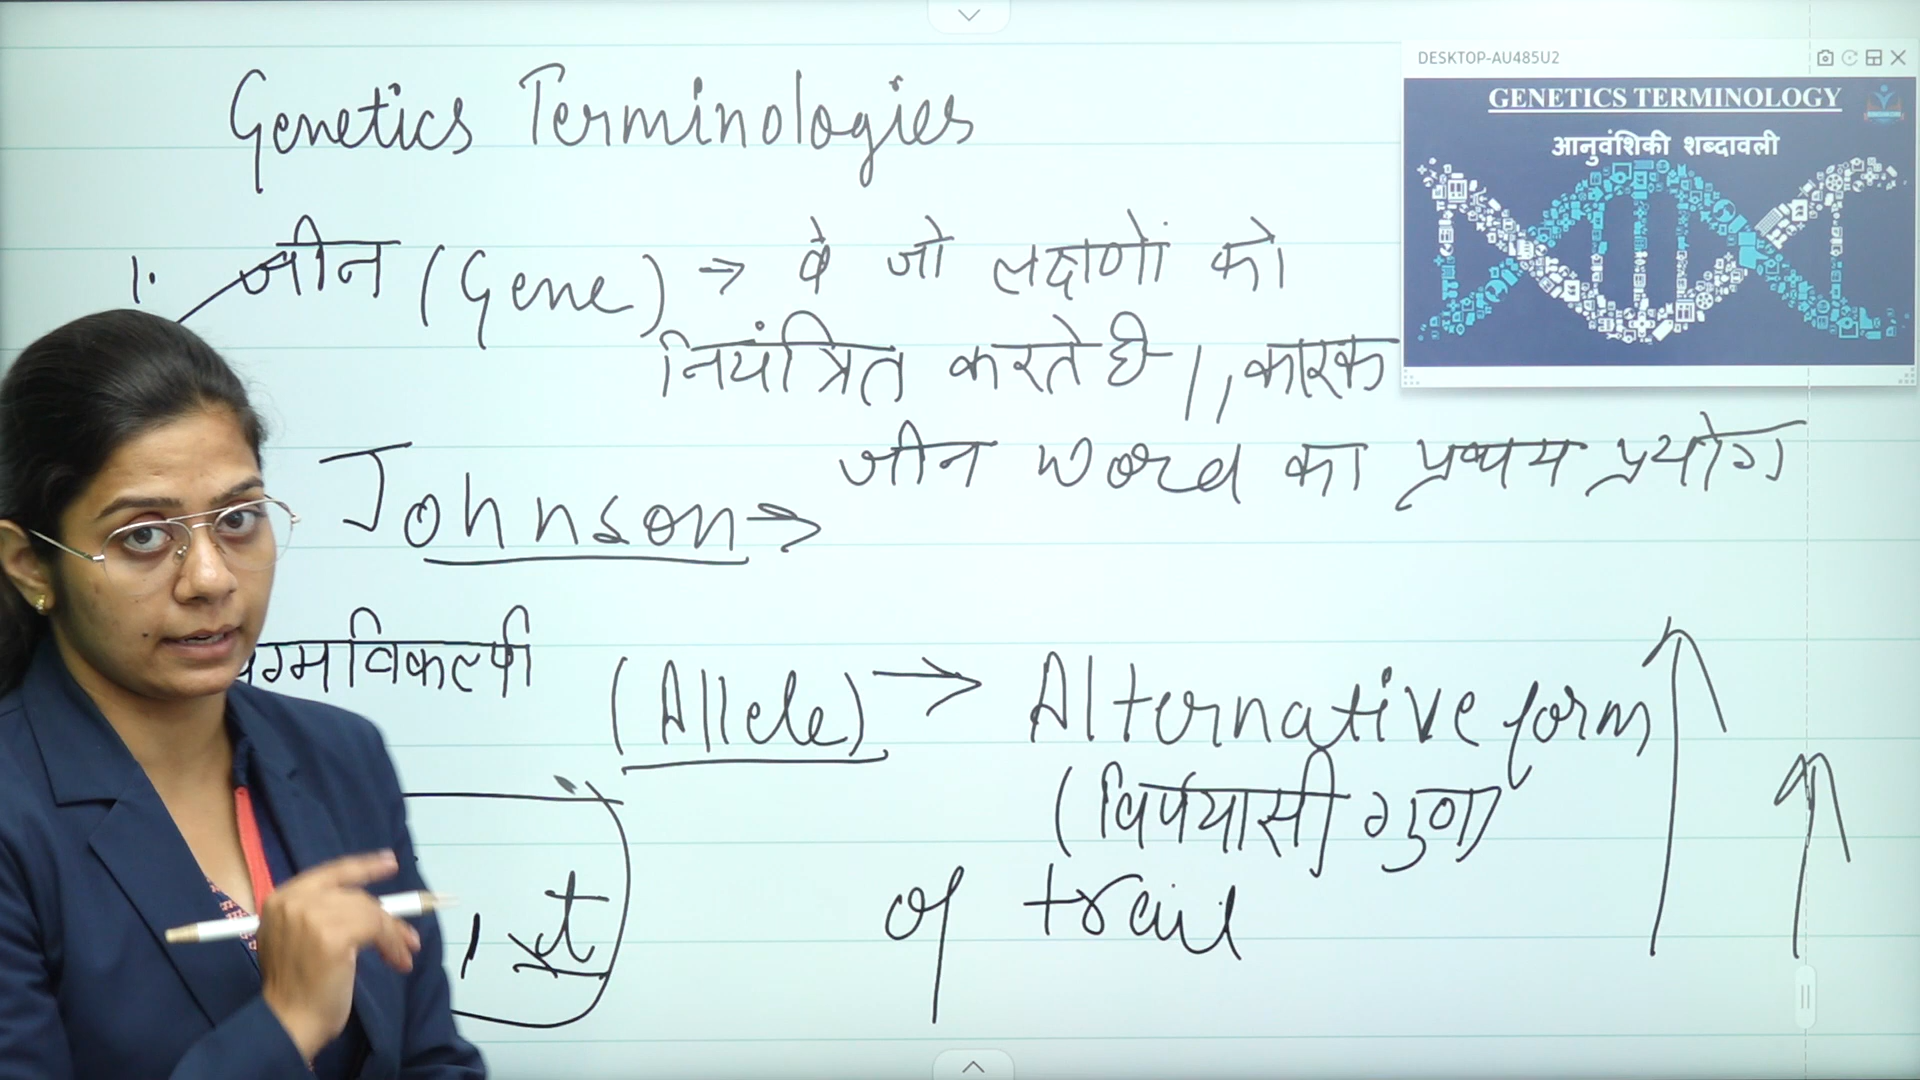 Genetics Terminologies
DESKTOP-AU485U2
GENETICS TERMINOLOGY
आनुवंशिकी शब्दावली
1. जीन (Gene) → वे जो लक्षणों को
नियंत्रित करते है।, कारक
जीन word का प्रथम प्रयोग
Johnson →
युग्मविकल्पी (Allele) → Alternative form
(विर्पयासी गुण)
of trait
, t